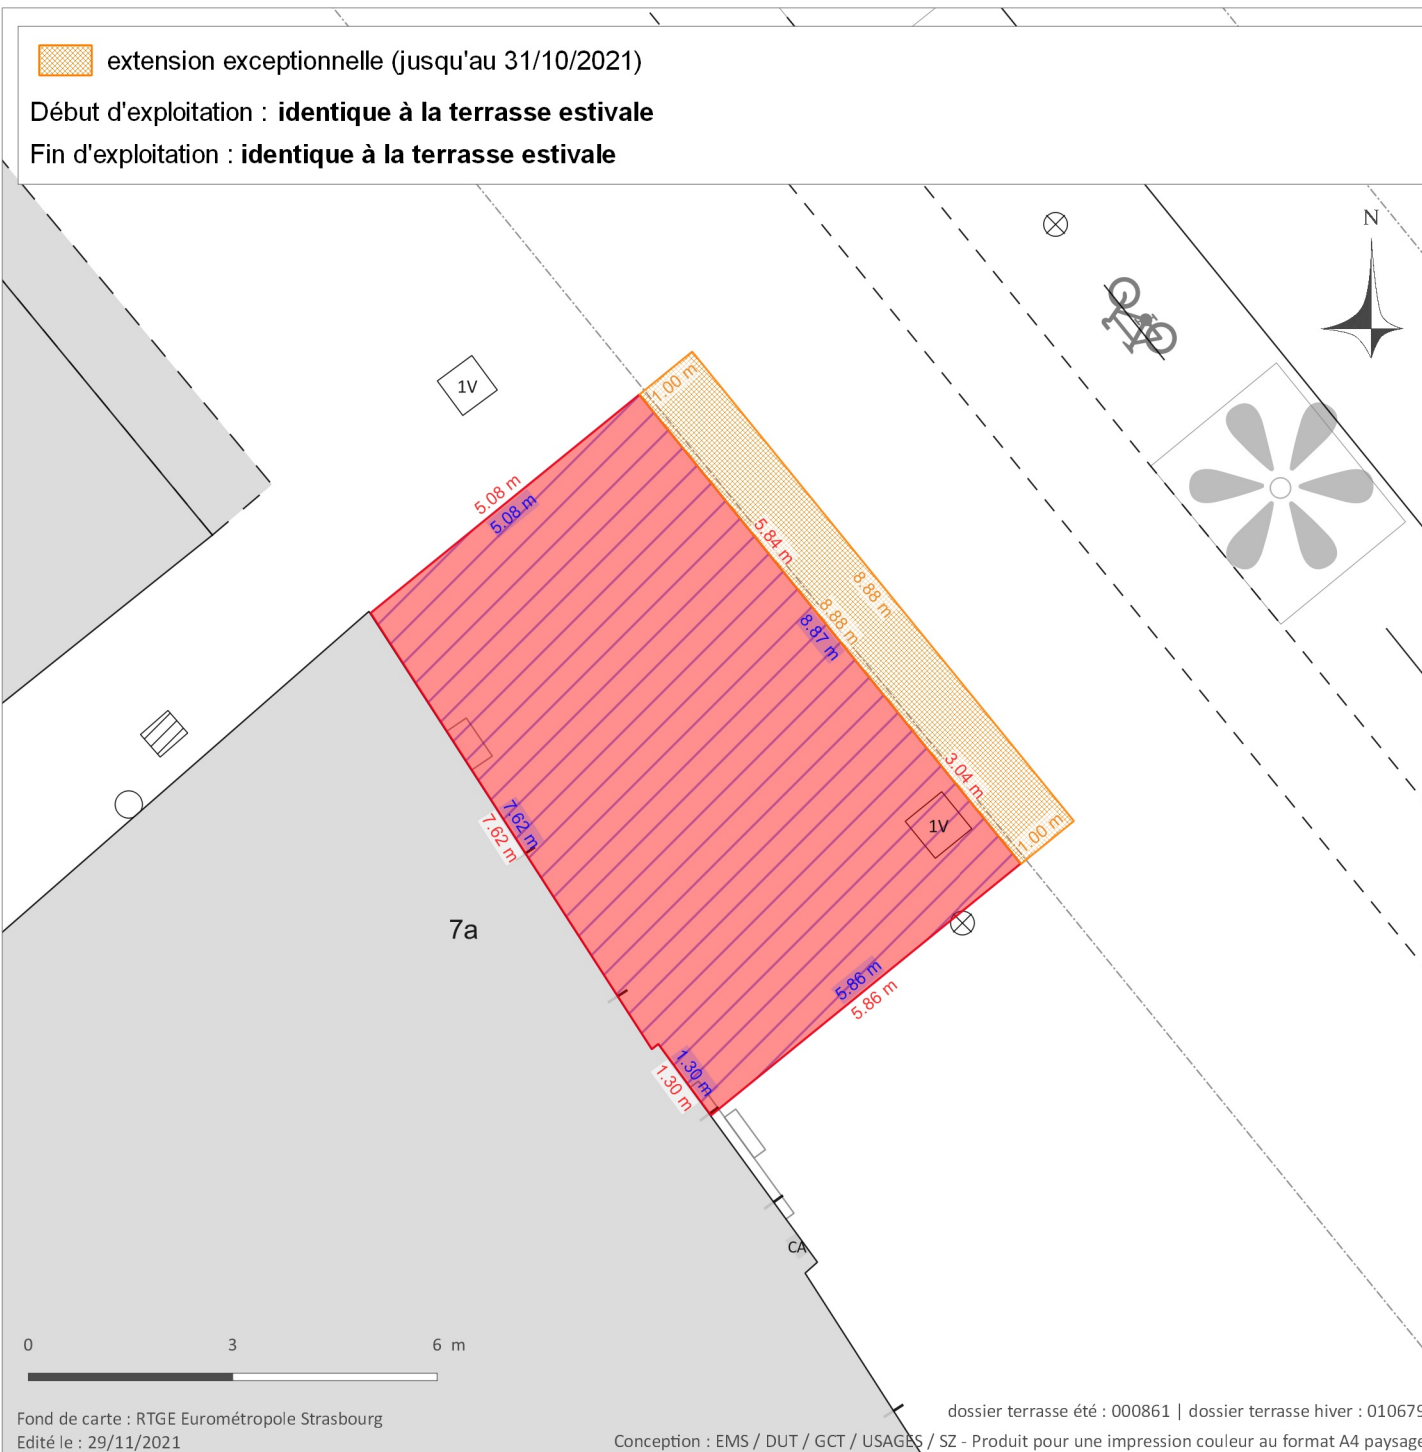 extension exceptionnelle (jusqu'au 31/10/2021)
Début d'exploitation : identique à la terrasse estivale
Fin d'exploitation : identique à la terrasse estivale
N
1V
1.00 m
5.08 m
5.08 m
5.84 m
8.88 m
8.88 m
8.87 m
3.04 m
1V
1.00 m
7.62 m
7.62 m
7a
5.86 m
5.86 m
1.30 m
1.30 m
CA
0 3 6 m
Fond de carte : RTGE Eurométropole Strasbourg
Edité le : 29/11/2021
dossier terrasse été : 000861 | dossier terrasse hiver : 010679
Conception : EMS / DUT / GCT / USAGES / SZ - Produit pour une impression couleur au format A4 paysage